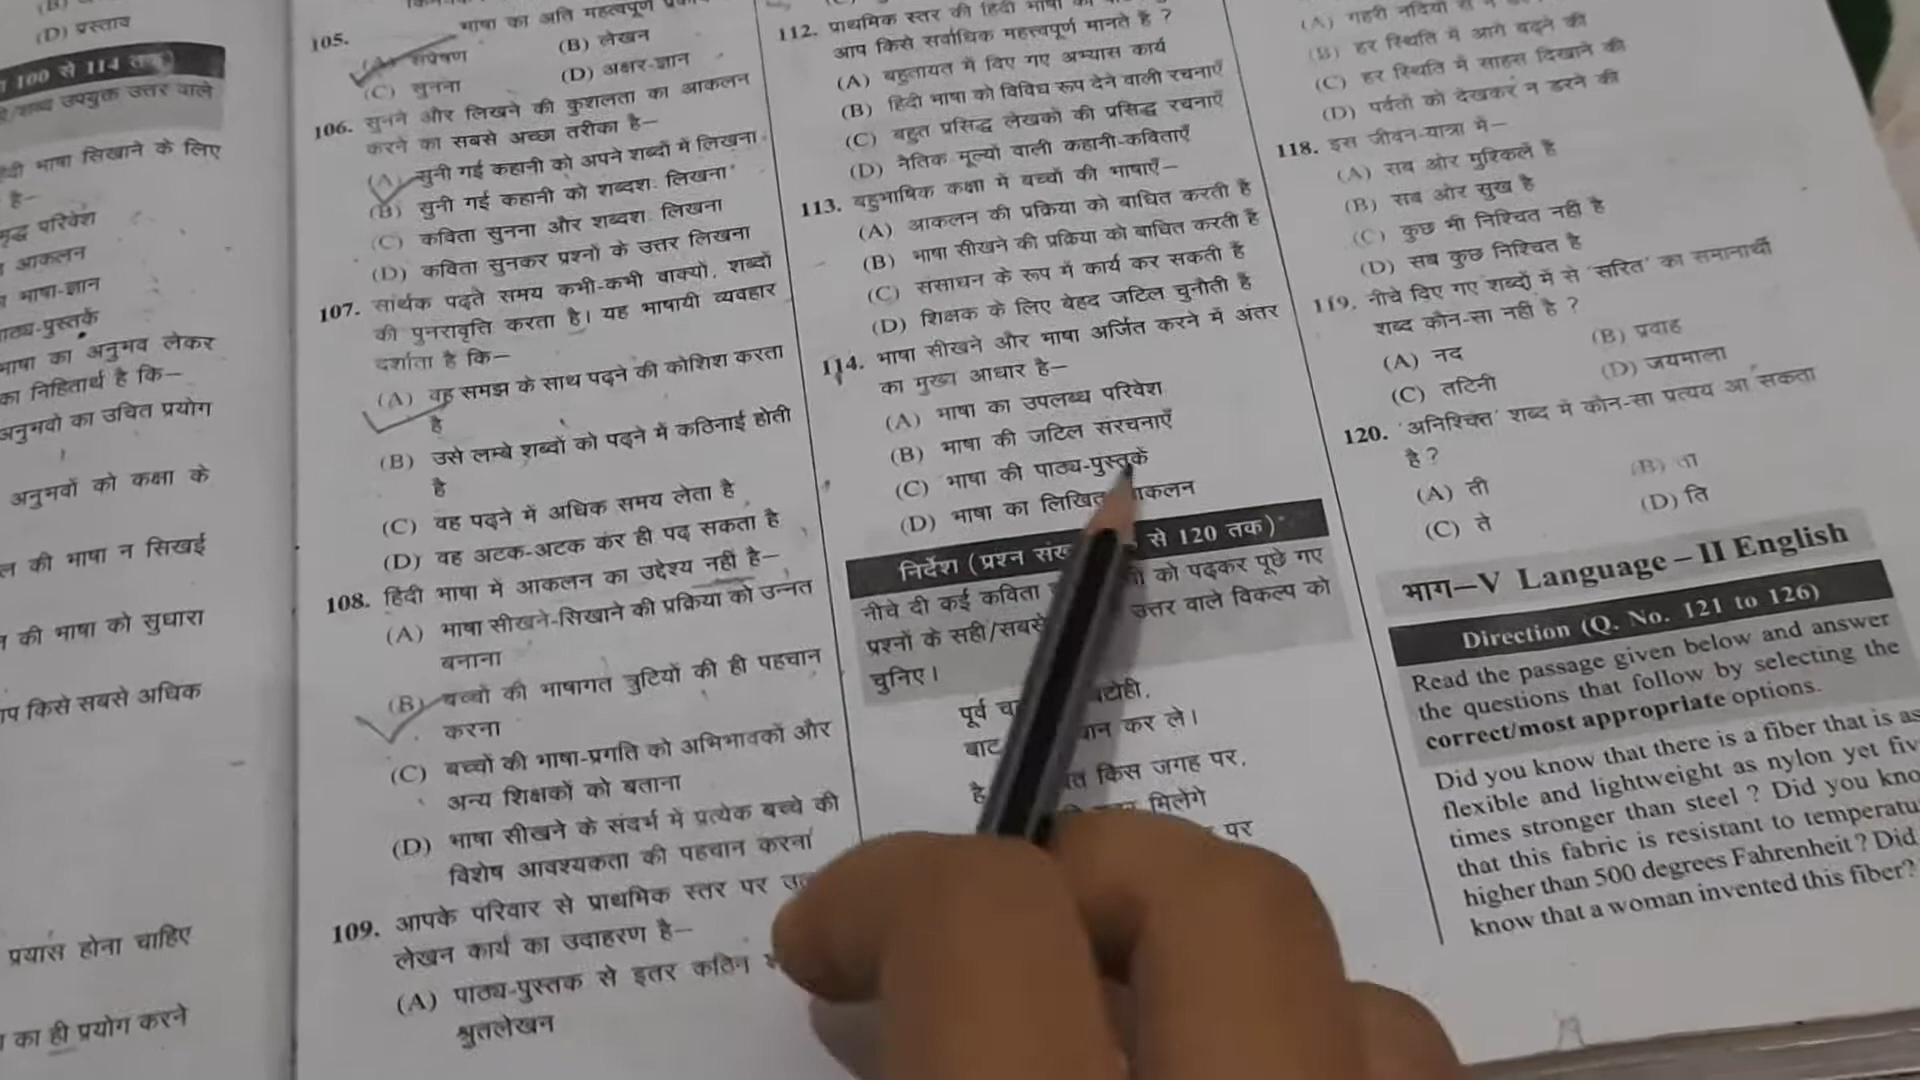 (D) प्रस्ताव
100 से 114 तक)
शब्द उपयुक्त उत्तर वाले
भाषा सिखाने के लिए
है–
परिवेश
आकलन
भाषा-ज्ञान
पाठ्य-पुस्तकें
भाषा का अनुभव लेकर
का निहितार्थ है कि–
अनुभवों का उचित प्रयोग
अनुभवों को कक्षा के
की भाषा न सिखाई
की भाषा को सुधारा
किसे सबसे अधिक
प्रयास होना चाहिए
का ही प्रयोग करने
105. भाषा का अति महत्वपूर्ण
(A) संप्रेषण (B) लेखन
(C) सुनना (D) अक्षर-ज्ञान
106. सुनने और लिखने की कुशलता का आकलन
करने का सबसे अच्छा तरीका है–
(A) सुनी गई कहानी को अपने शब्दों में लिखना
(B) सुनी गई कहानी को शब्दशः लिखना
(C) कविता सुनना और शब्दशः लिखना
(D) कविता सुनकर प्रश्नों के उत्तर लिखना
107. सार्थक पढ़ते समय कभी-कभी वाक्यों, शब्दों
की पुनरावृत्ति करता है। यह भाषायी व्यवहार
दर्शाता है कि–
(A) वह समझ के साथ पढ़ने की कोशिश करता
है
(B) उसे लम्बे शब्दों को पढ़ने में कठिनाई होती
है
(C) वह पढ़ने में अधिक समय लेता है
(D) वह अटक-अटक कर ही पढ़ सकता है
108. हिंदी भाषा में आकलन का उद्देश्य नहीं है–
(A) भाषा सीखने-सिखाने की प्रक्रिया को उन्नत
बनाना
(B) बच्चों की भाषागत त्रुटियों की ही पहचान
करना
(C) बच्चों की भाषा-प्रगति को अभिभावकों और
अन्य शिक्षकों को बताना
(D) भाषा सीखने के संदर्भ में प्रत्येक बच्चे की
विशेष आवश्यकता की पहचान करना
109. आपके परिवार से प्राथमिक स्तर पर
लेखन कार्य का उदाहरण है–
(A) पाठ्य-पुस्तक से इतर कठिन
श्रुतलेखन
112. प्राथमिक स्तर की हिंदी भाषा की
आप किसे सर्वाधिक महत्त्वपूर्ण मानते है ?
(A) बहुतायत में दिए गए अभ्यास कार्य
(B) हिंदी भाषा को विविध रूप देने वाली रचनाएँ
(C) बहुत प्रसिद्ध लेखकों की प्रसिद्ध रचनाएँ
(D) नैतिक मूल्यों वाली कहानी-कविताएँ
113. बहुभाषिक कक्षा में बच्चों की भाषाएँ–
(A) आकलन की प्रक्रिया को बाधित करती है
(B) भाषा सीखने की प्रक्रिया को बाधित करती है
(C) संसाधन के रूप में कार्य कर सकती है
(D) शिक्षक के लिए बेहद जटिल चुनौती है
114. भाषा सीखने और भाषा अर्जित करने में अंतर
का मुख्य आधार है–
(A) भाषा का उपलब्ध परिवेश
(B) भाषा की जटिल संरचनाएँ
(C) भाषा की पाठ्य-पुस्तकें
(D) भाषा का लिखित आकलन
निर्देश (प्रश्न से 120 तक)
नीचे दी कई कविता को पढ़कर पूछे गए
प्रश्नों के सही/सबसे उत्तर वाले विकल्प को
चुनिए।
पूर्व बटोही,
बाट कर ले।
है किस जगह पर,
मिलेंगे
पर
(A) गहरी नदियों
(B) हर स्थिति में आगे बढ़ने की
(C) हर स्थिति में साहस दिखाने की
(D) पर्वतों को देखकर न डरने की
118. इस जीवन-यात्रा में–
(A) सब ओर मुश्किलें है
(B) सब ओर सुख है
(C) कुछ भी निश्चित नहीं है
(D) सब कुछ निश्चित है
119. नीचे दिए गए शब्दों में से 'सरित' का समानार्थी
शब्द कौन-सा नहीं है ?
(A) नद (B) प्रवाह
(C) तटिनी (D) जयमाला
120. 'अनिश्चित' शब्द में कौन-सा प्रत्यय आ सकता
है ?
(A) ती (B) ता
(C) ते (D) ति
भाग–V Language – II English
Direction (Q. No. 121 to 126)
Read the passage given below and answer
the questions that follow by selecting the
correct/most appropriate options.
Did you know that there is a fiber that is as
flexible and lightweight as nylon yet
times stronger than steel ? Did you
that this fabric is resistant to
higher than 500 degrees Fahrenheit ? Did
know that a woman invented this fiber?